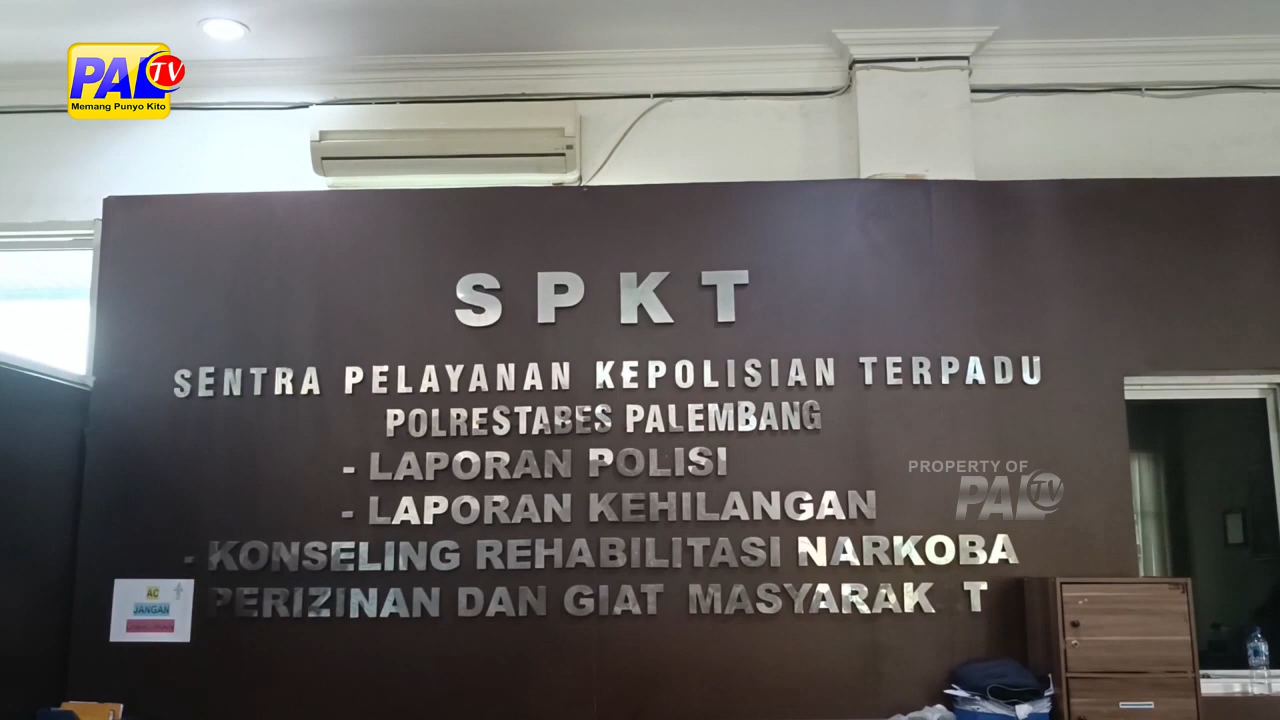 PAL TV
Memang Punyo Kito
S P K T
SENTRA PELAYANAN KEPOLISIAN TERPADU
POLRESTABES PALEMBANG
- LAPORAN POLISI
- LAPORAN KEHILANGAN
- KONSELING REHABILITASI NARKOBA
PERIZINAN DAN GIAT MASYARAK T
PROPERTY OF
PAL TV
AC
JANGAN